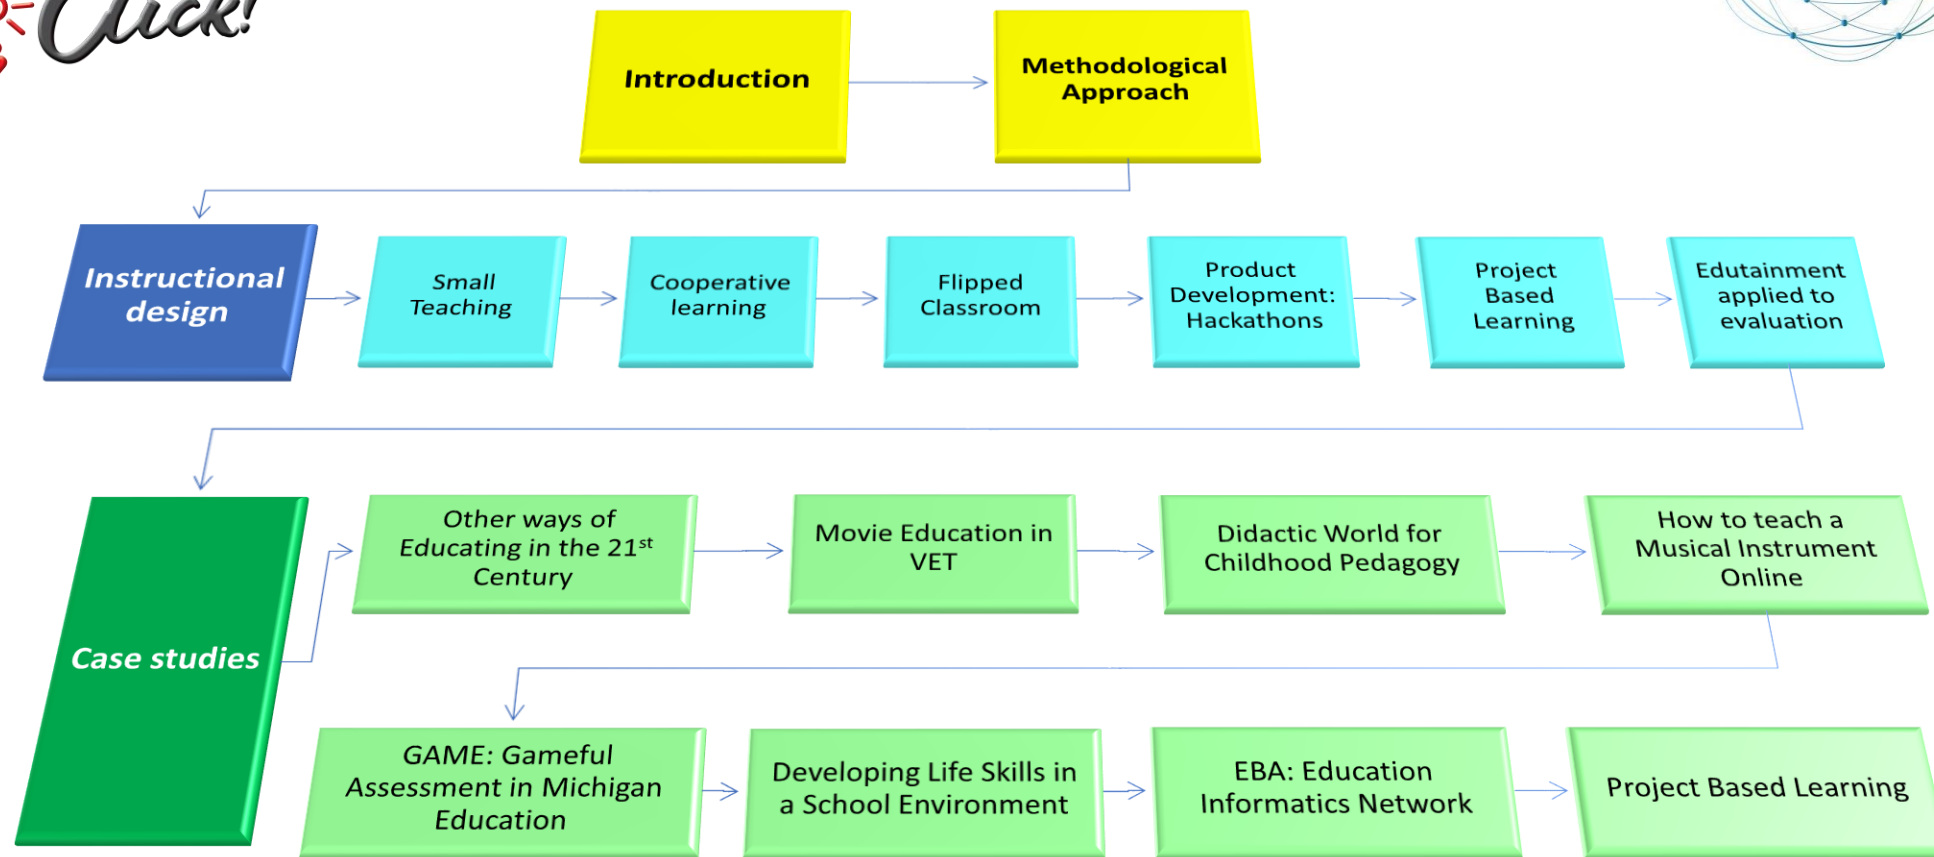 Click!
Introduction
Methodological
Approach
Instructional
design
Small
Teaching
Cooperative
learning
Flipped
Classroom
Product
Development:
Hackathons
Project
Based
Learning
Edutainment
applied to
evaluation
Case studies
Other ways of
Educating in the 21st
Century
Movie Education in
VET
Didactic World for
Childhood Pedagogy
How to teach a
Musical Instrument
Online
GAME: Gameful
Assessment in Michigan
Education
Developing Life Skills in
a School Environment
EBA: Education
Informatics Network
Project Based Learning